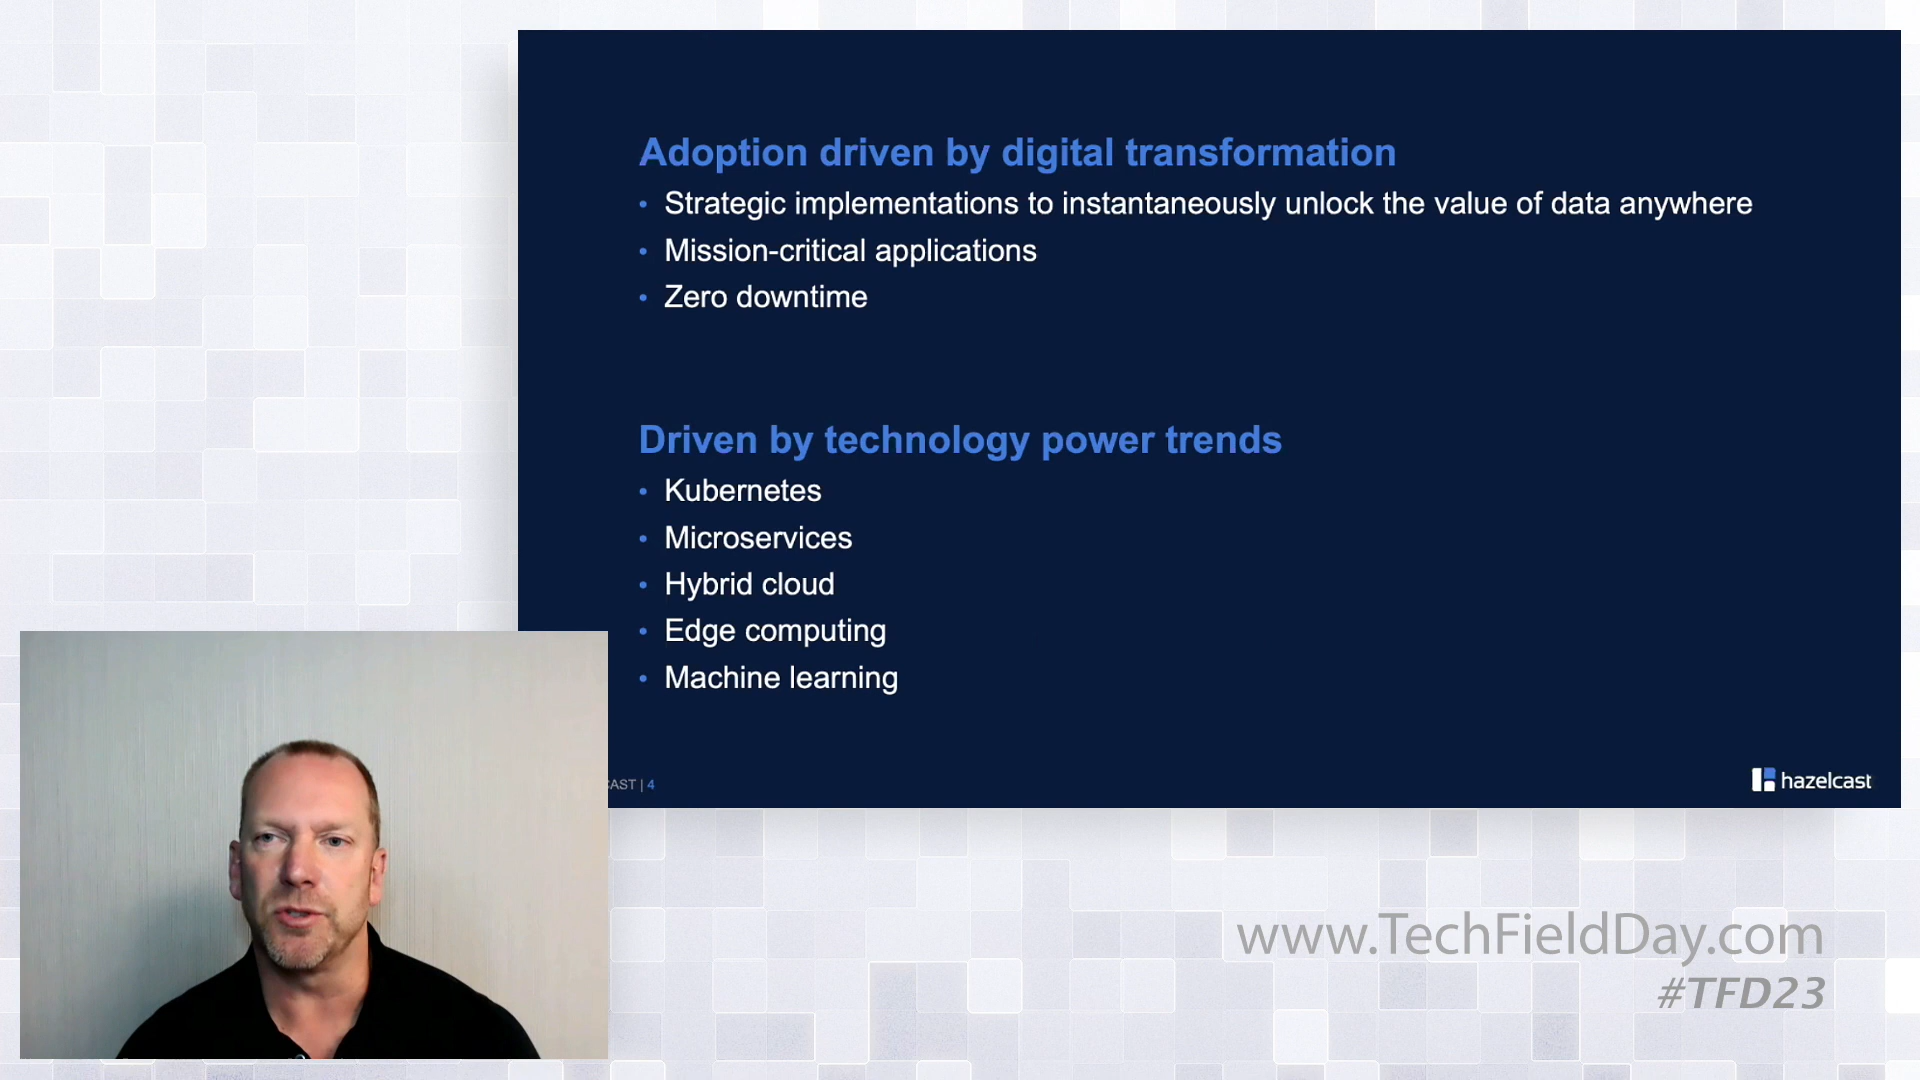 Adoption driven by digital transformation
• Strategic implementations to instantaneously unlock the value of data anywhere
• Mission-critical applications
• Zero downtime
Driven by technology power trends
• Kubernetes
• Microservices
• Hybrid cloud
• Edge computing
• Machine learning
CAST | 4
hazelcast
www.TechFieldDay.com
#TFD23